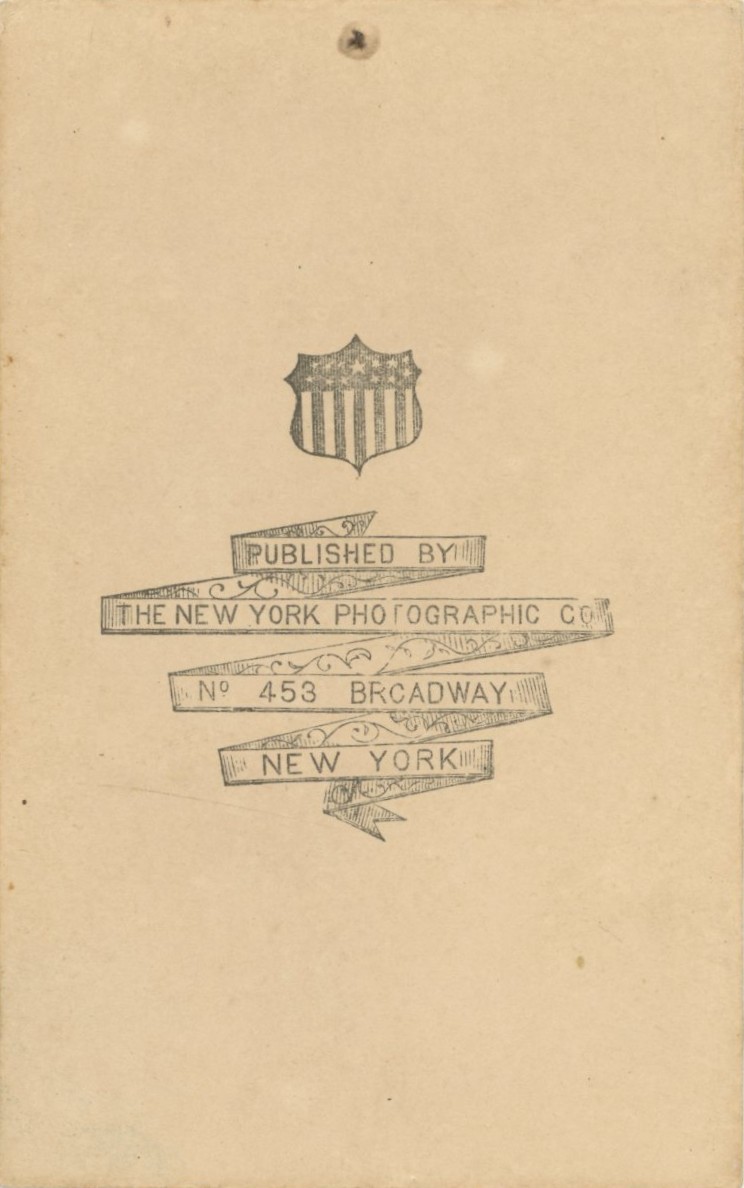 PUBLISHED BY
THE NEW YORK PHOTOGRAPHIC CO
Nº 453 BROADWAY
NEW YORK